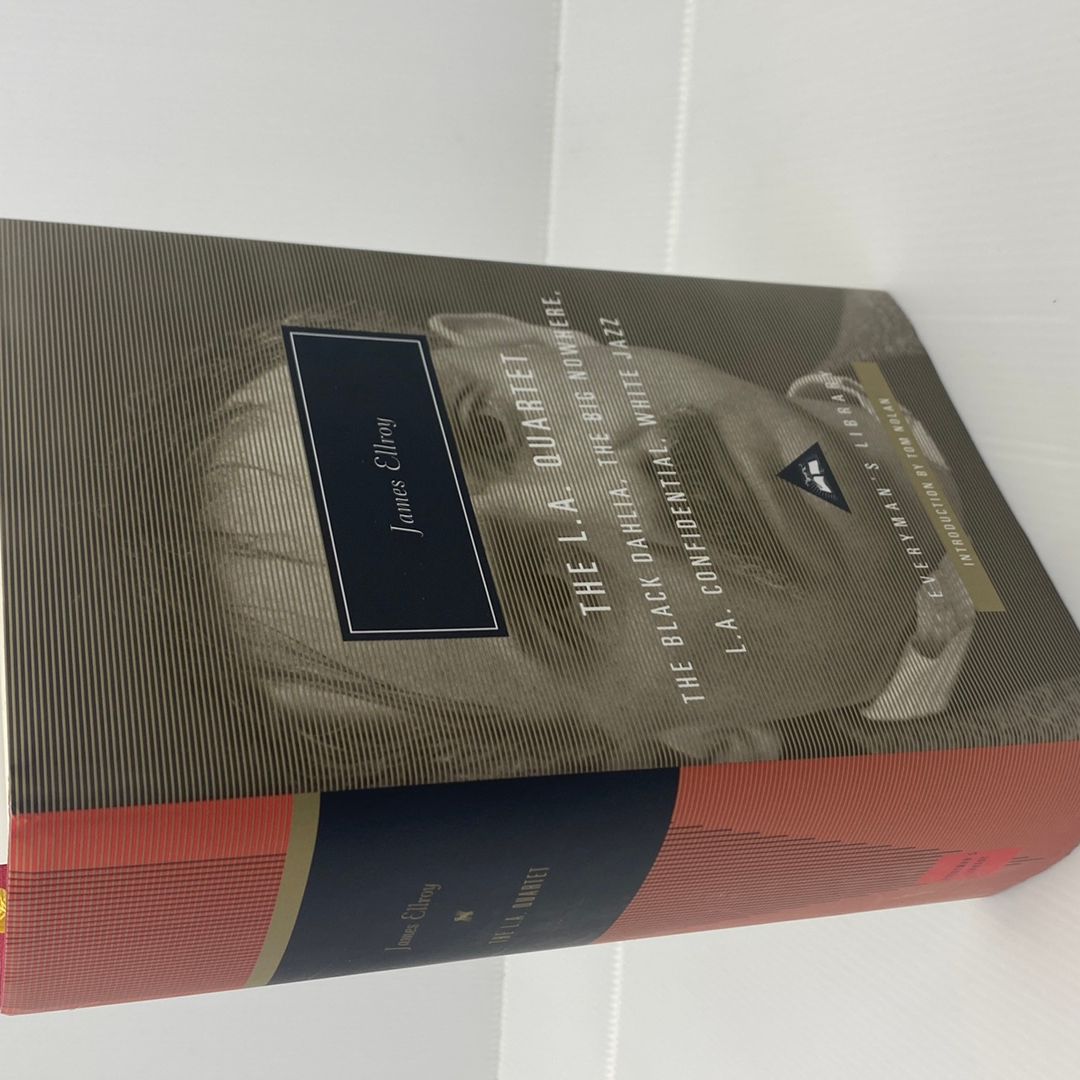 James Ellroy
THE L.A. QUARTET
THE BLACK DAHLIA, THE BIG NOWHERE,
L.A. CONFIDENTIAL, WHITE JAZZ
EVERYMAN'S LIBRARY
INTRODUCTION BY TOM NOLAN
James Ellroy
THE L.A. QUARTET